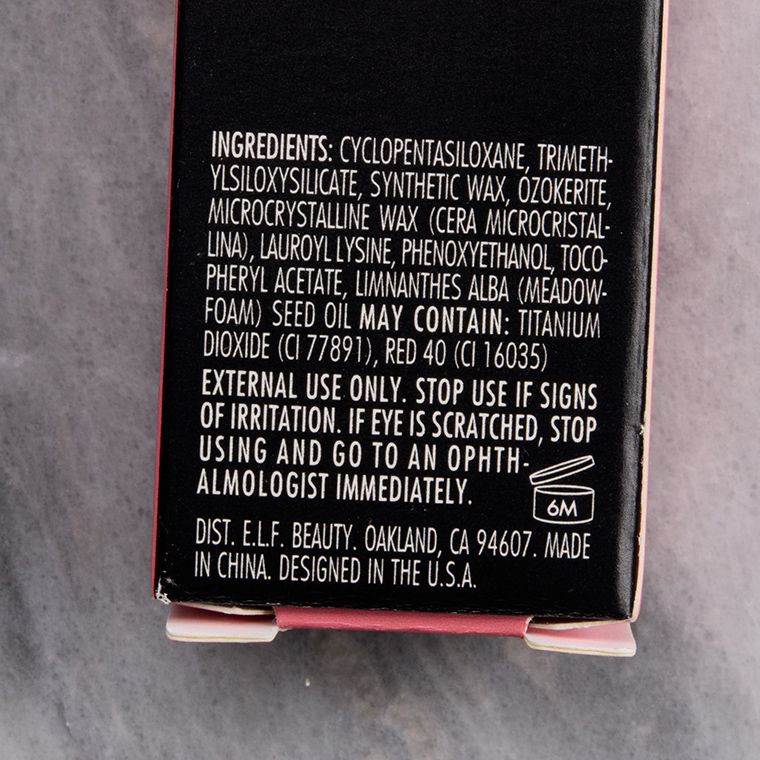 INGREDIENTS: CYCLOPENTASILOXANE, TRIMETH-
YLSILOXYSILICATE, SYNTHETIC WAX, OZOKERITE,
MICROCRYSTALLINE WAX (CERA MICROCRISTAL-
LINA), LAUROYL LYSINE, PHENOXYETHANOL, TOCO-
PHERYL ACETATE, LIMNANTHES ALBA (MEADOW-
FOAM) SEED OIL MAY CONTAIN: TITANIUM
DIOXIDE (CI 77891), RED 40 (CI 16035)
EXTERNAL USE ONLY. STOP USE IF SIGNS
OF IRRITATION. IF EYE IS SCRATCHED, STOP
USING AND GO TO AN OPHTH-
ALMOLOGIST IMMEDIATELY.
6M
DIST. E.L.F. BEAUTY. OAKLAND, CA 94607. MADE
IN CHINA. DESIGNED IN THE U.S.A.